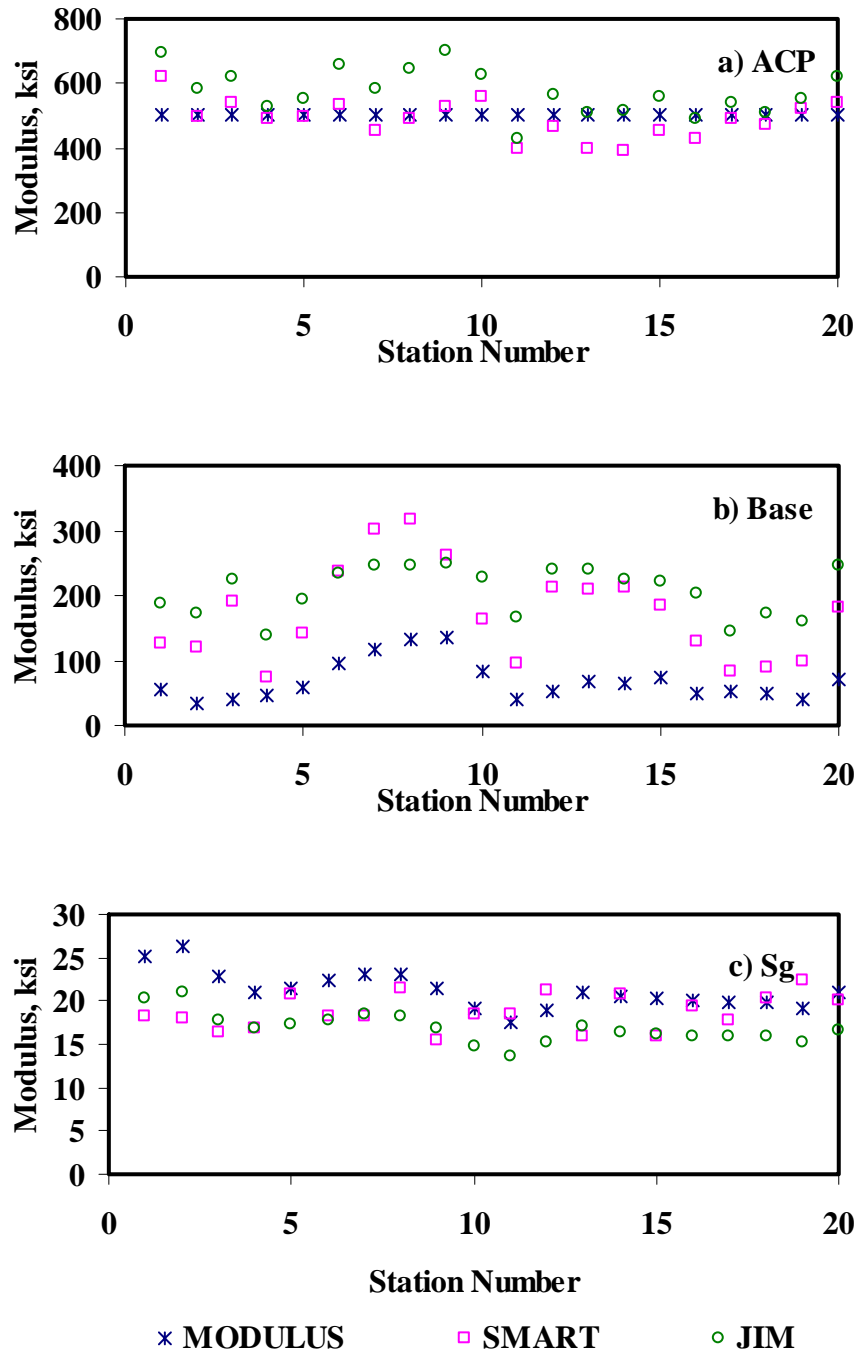 800
600
400
200
0
Modulus, ksi
a) ACP
0 5 10 15 20
Station Number
400
300
200
100
0
Modulus, ksi
b) Base
0 5 10 15 20
Station Number
30
25
20
15
10
5
0
Modulus, ksi
c) Sg
0 5 10 15 20
Station Number
MODULUS SMART JIM